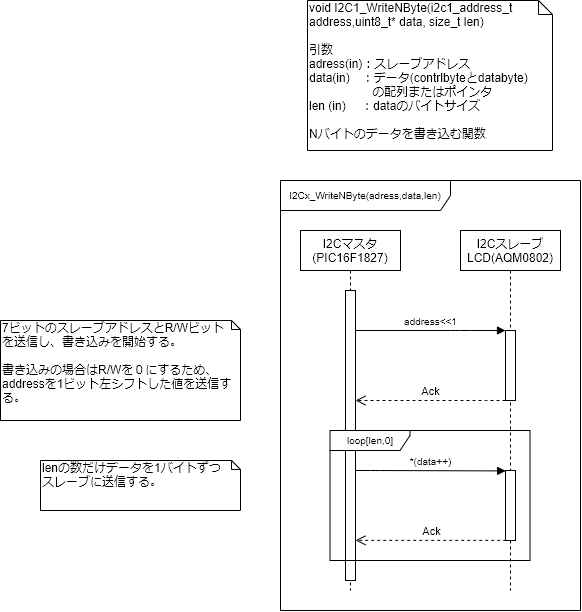 void I2C1_WriteNByte(i2c1_address_t
address,uint8_t* data, size_t len)
引数
adress(in)：スレーブアドレス
data(in)　：データ(contrlbyteとdatabyte)
の配列またはポインタ
len (in)　：dataのバイトサイズ
Nバイトのデータを書き込む関数
I2Cx_WriteNByte(adress,data,len)
I2Cマスタ
(PIC16F1827)
I2Cスレーブ
LCD(AQM0802)
7ビットのスレーブアドレスとR/Wビット
を送信し、書き込みを開始する。
書き込みの場合はR/Wを０にするため、
addressを1ビット左シフトした値を送信す
る。
address<<1
Ack
loop[len,0]
lenの数だけデータを1バイトずつ
スレーブに送信する。
*(data++)
Ack